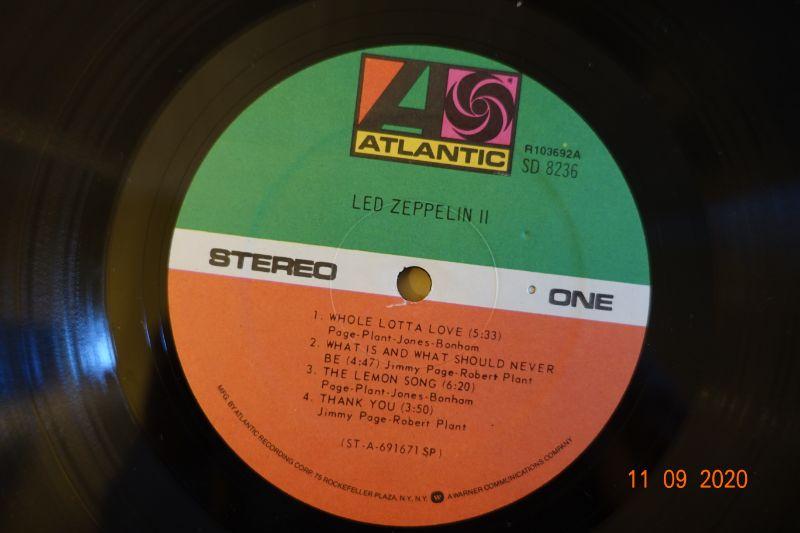 ATLANTIC
R103692A
SD 8236
LED ZEPPELIN II
STEREO
ONE
1. WHOLE LOTTA LOVE (5:33)
Page-Plant-Jones-Bonham
2. WHAT IS AND WHAT SHOULD NEVER
BE (4:47) Jimmy Page-Robert Plant
3. THE LEMON SONG (6:20)
Page-Plant-Jones-Bonham
4. THANK YOU (3:50)
Jimmy Page-Robert Plant
(ST-A-691671 SP)
MFG. BY ATLANTIC RECORDING CORP. 75 ROCKEFELLER PLAZA, N.Y., N.Y. W A WARNER COMMUNICATIONS COMPANY
11 09 2020